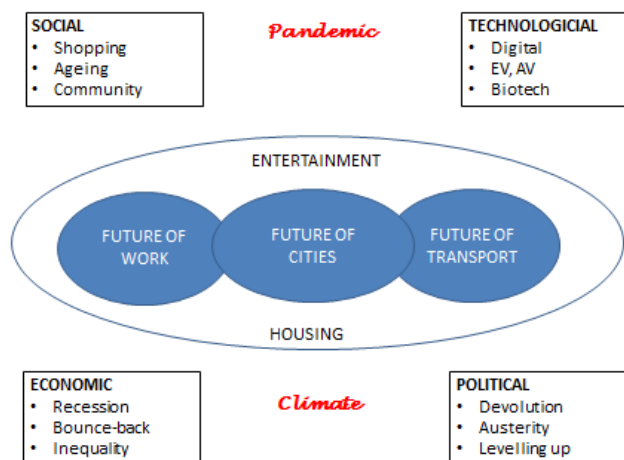 SOCIAL
• Shopping
• Ageing
• Community
Pandemic
TECHNOLOGICIAL
• Digital
• EV, AV
• Biotech
ENTERTAINMENT
FUTURE OF
WORK
FUTURE OF
CITIES
FUTURE OF
TRANSPORT
HOUSING
ECONOMIC
• Recession
• Bounce-back
• Inequality
Climate
POLITICAL
• Devolution
• Austerity
• Levelling up